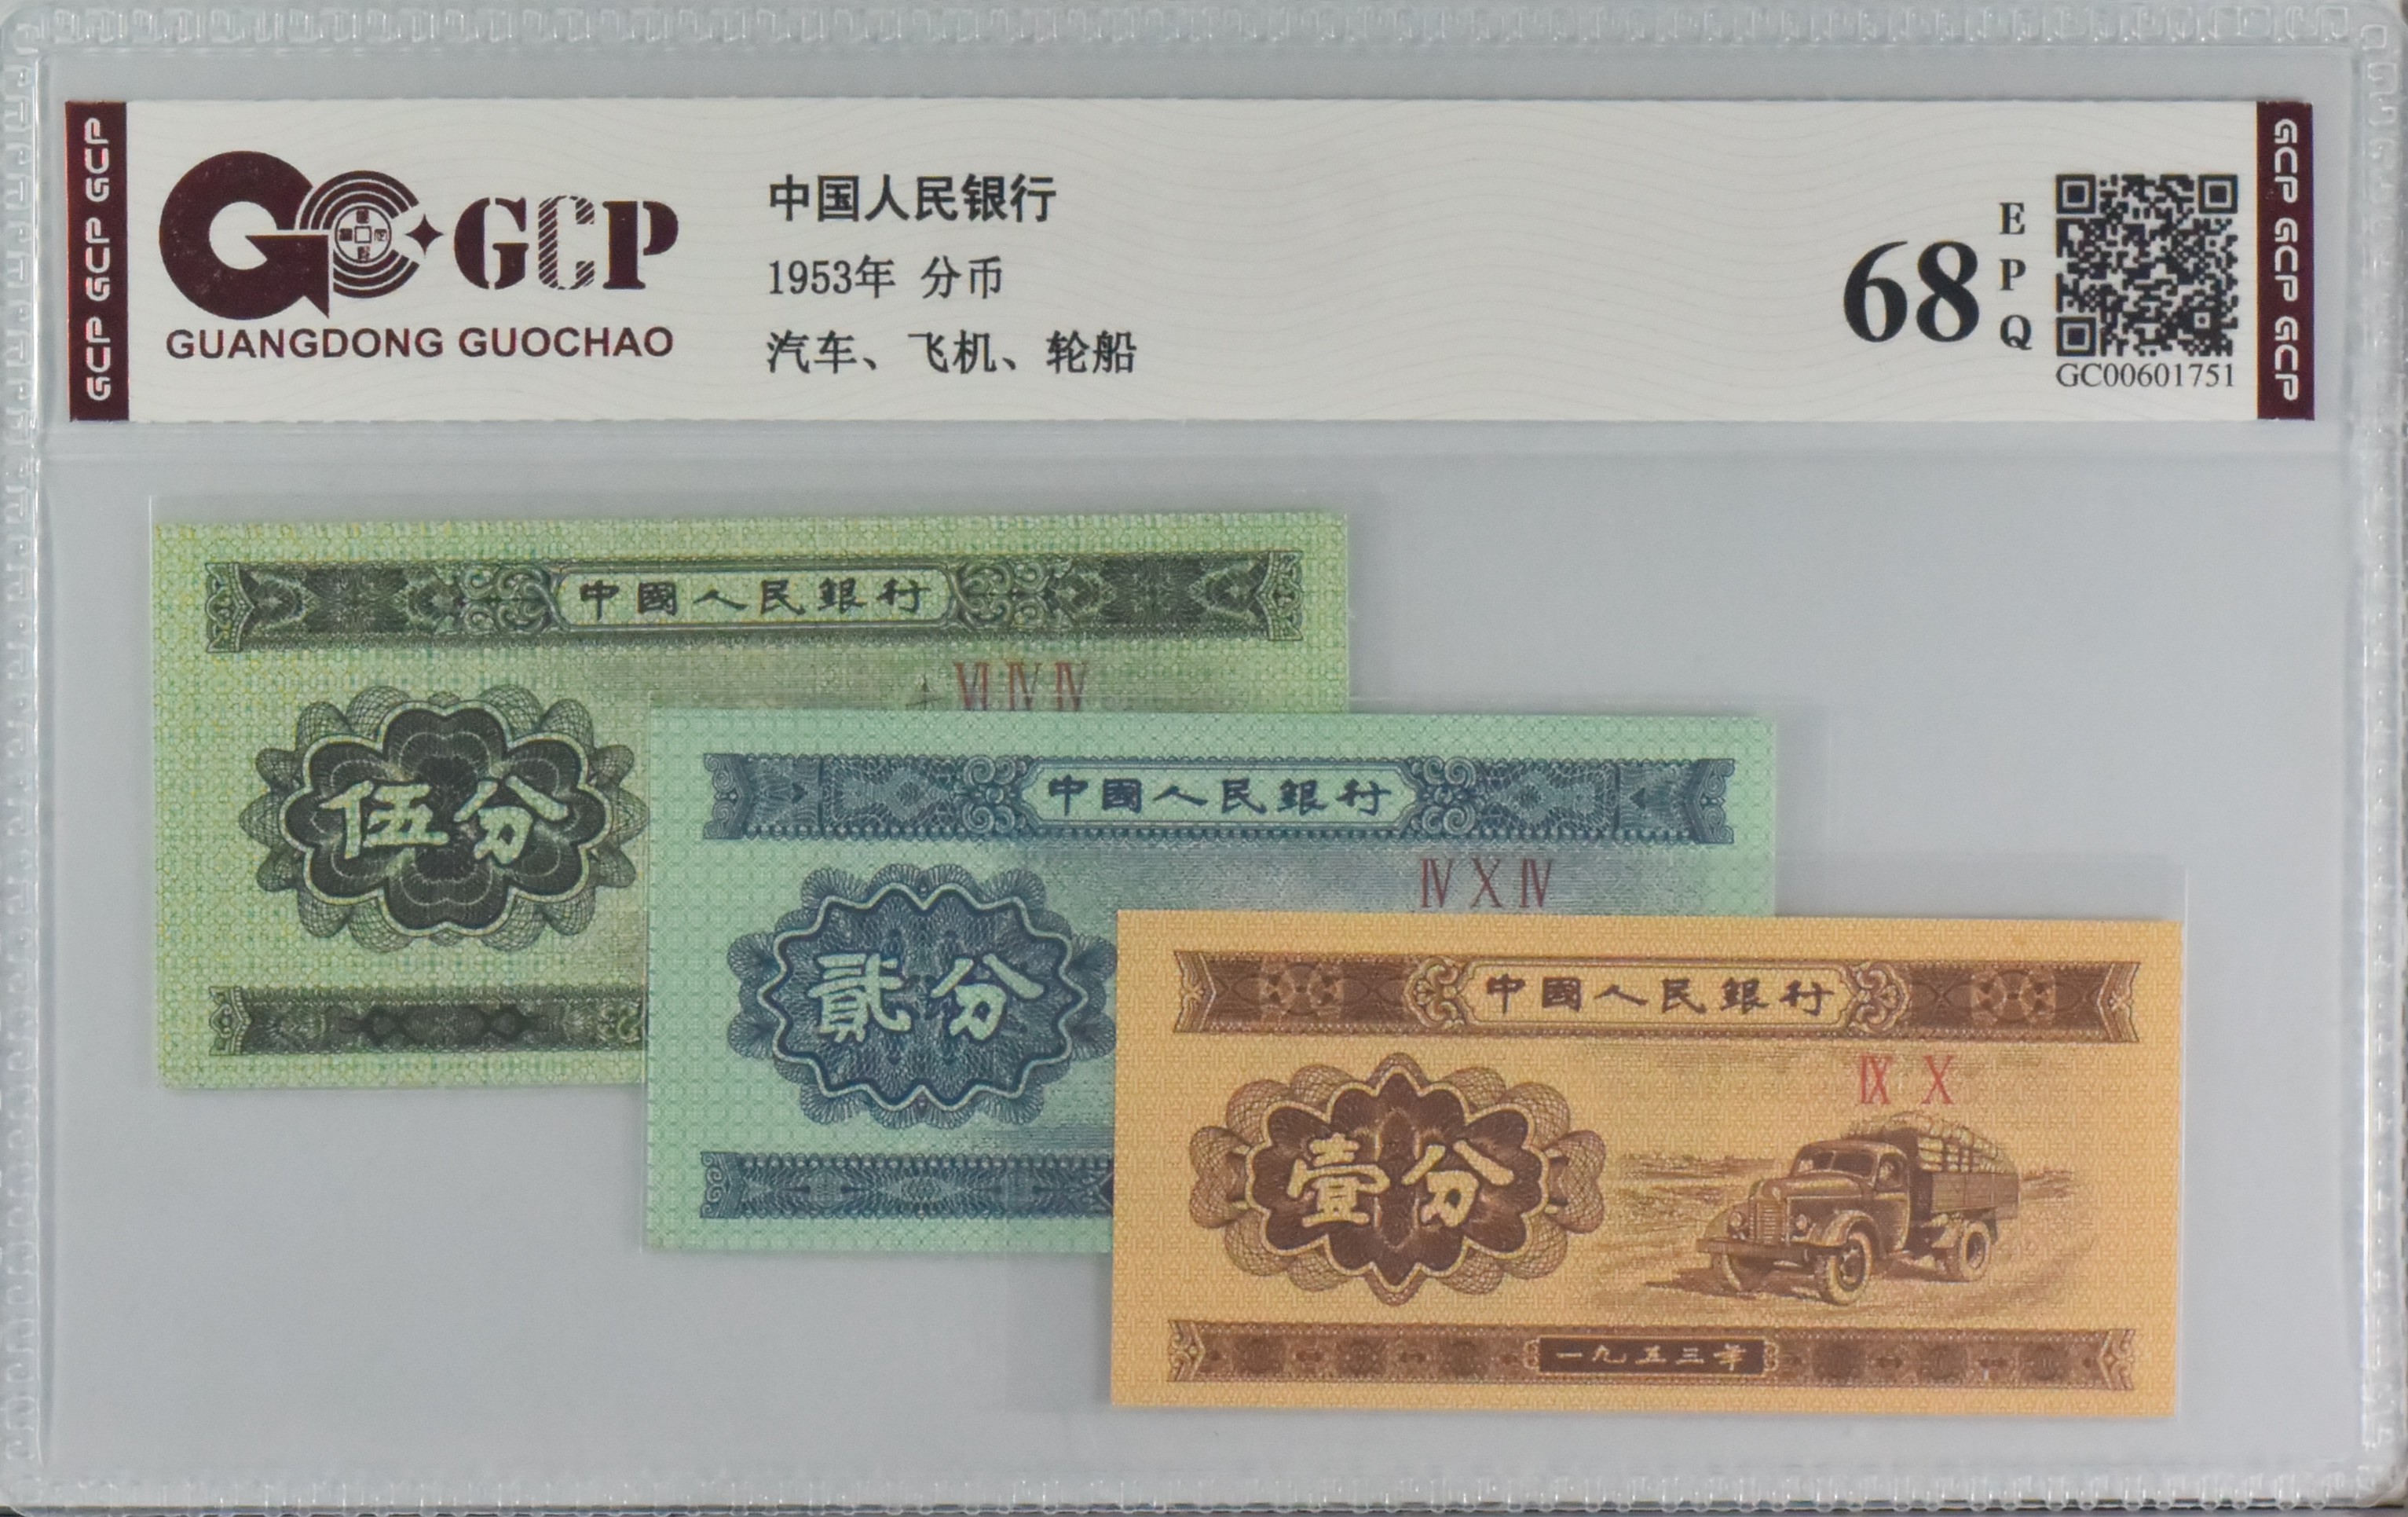 GCP GCP GCP
GCP
GUANGDONG GUOCHAO
中国人民银行
1953年 分币
汽车、飞机、轮船
68
EPQ
GC00601751
GCP GCP GCP
中國人民銀行
VI IV IV
伍分
中國人民銀行
IV X IV
貳分
中國人民銀行
IX X
壹分
一九五三年